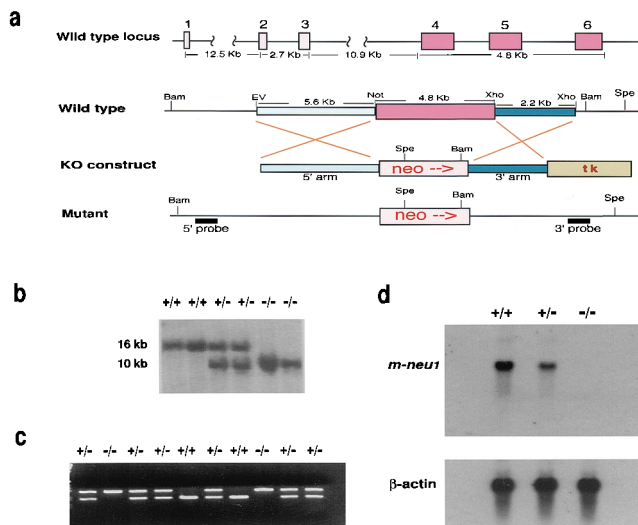 a
1 2 3 4 5 6
Wild type locus
12.5 Kb 2.7 Kb 10.9 Kb 4.8 Kb
Bam EV Not Xho Xho Bam Spe
5.6 Kb 4.8 Kb 2.2 Kb
Wild type
Spe Bam
KO construct
neo --> tk
5' arm 3' arm
Spe Bam
Bam Spe
Mutant
neo -->
5' probe 3' probe
b
+/+ +/+ +/- +/- -/- -/-
16 kb
10 kb
c
+/- -/- +/- +/- +/+ +/- +/+ -/- +/- +/-
d
+/+ +/- -/-
m-neu1
β-actin